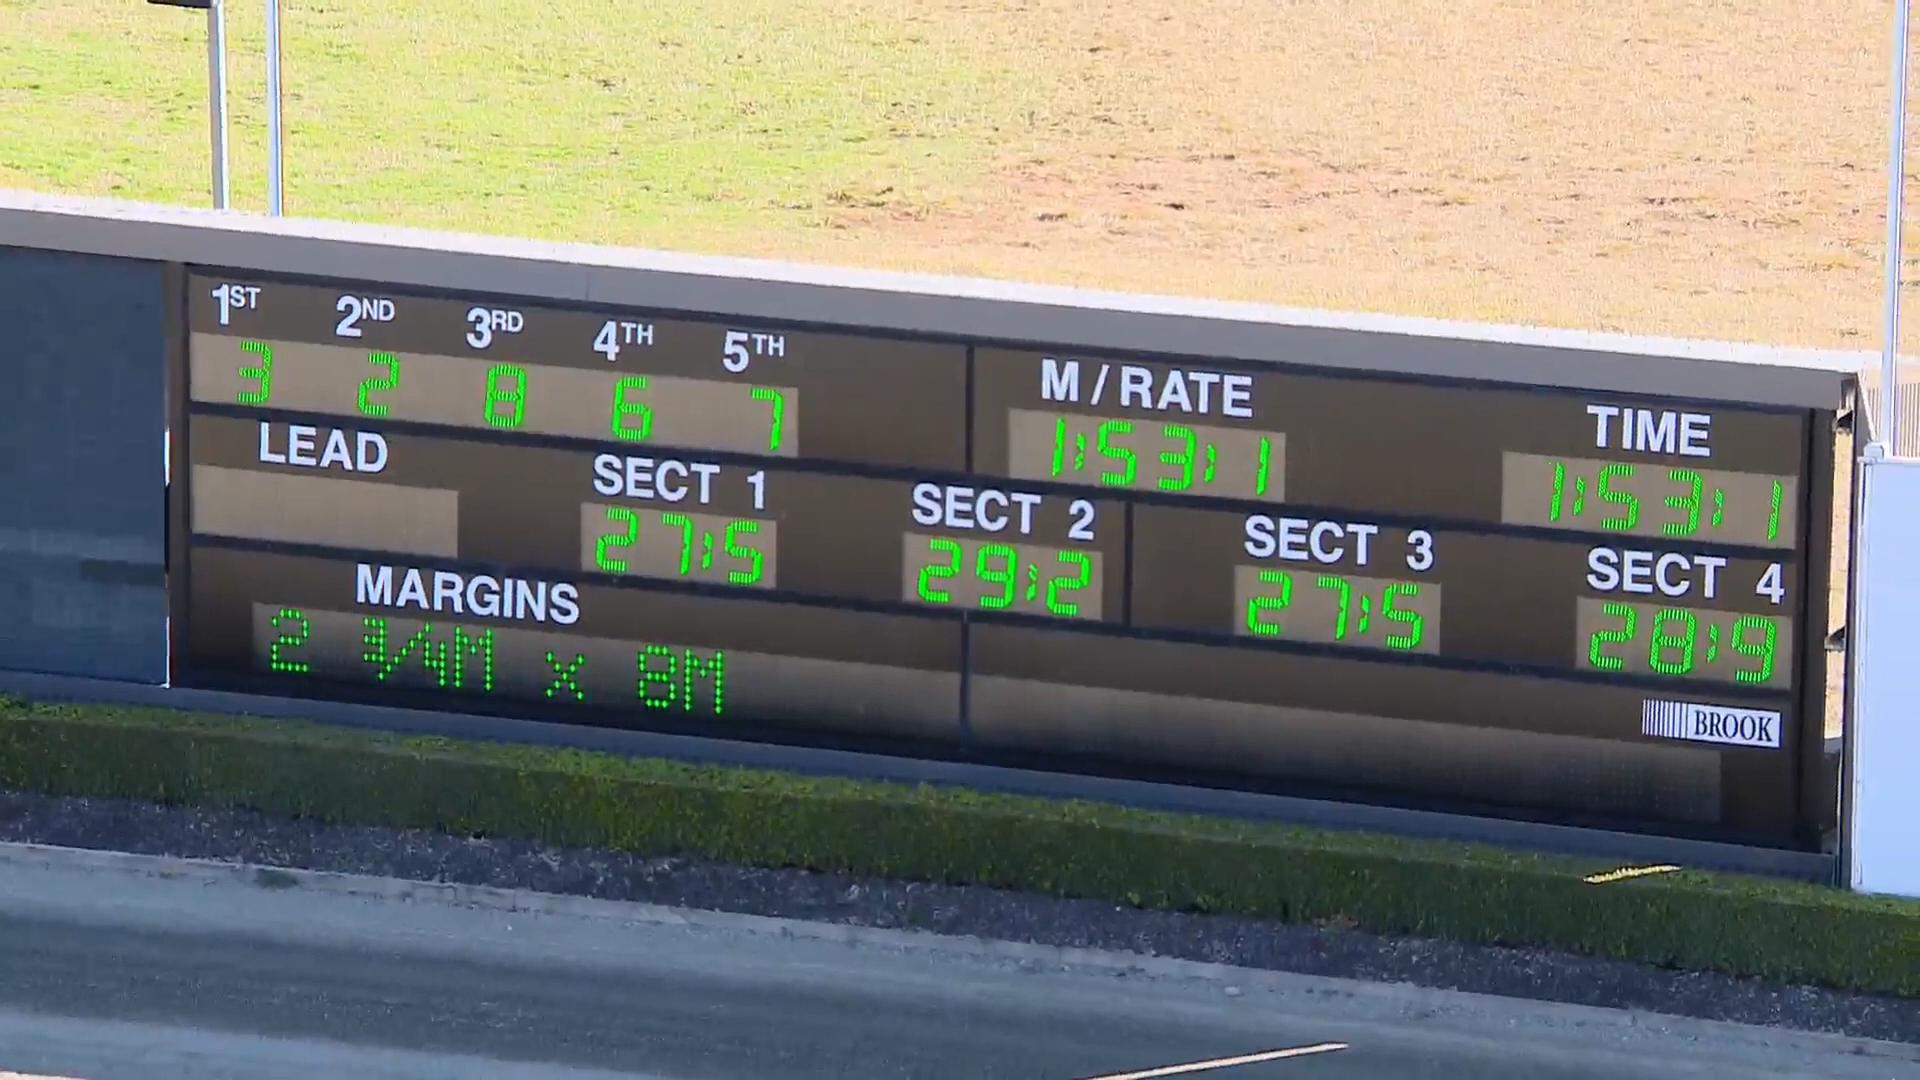 1ST 2ND 3RD 4TH 5TH
3 2 8 6 7
M / RATE
1:53:1
TIME
1:53:1
LEAD
SECT 1
27:5
SECT 2
29:2
SECT 3
27:5
SECT 4
28:9
MARGINS
2 3/4M x 8M
BROOK